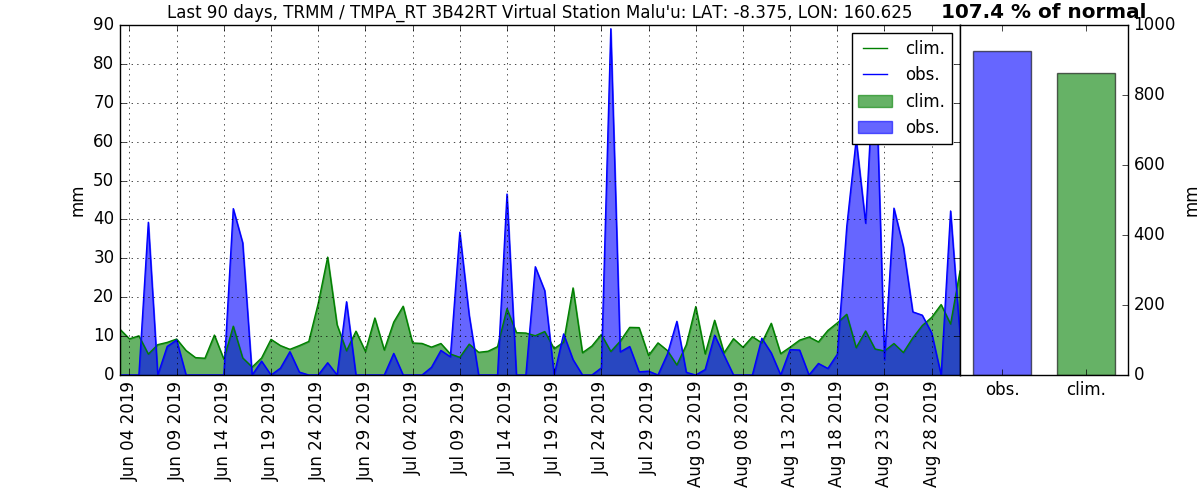 Last 90 days, TRMM / TMPA_RT 3B42RT Virtual Station Malu'u: LAT: -8.375, LON: 160.625
107.4 % of normal
90
80
70
60
50
40
30
20
10
0
mm
clim.
obs.
clim.
obs.
1000
800
600
400
200
0
mm
obs.
clim.
Jun 04 2019
Jun 09 2019
Jun 14 2019
Jun 19 2019
Jun 24 2019
Jun 29 2019
Jul 04 2019
Jul 09 2019
Jul 14 2019
Jul 19 2019
Jul 24 2019
Jul 29 2019
Aug 03 2019
Aug 08 2019
Aug 13 2019
Aug 18 2019
Aug 23 2019
Aug 28 2019